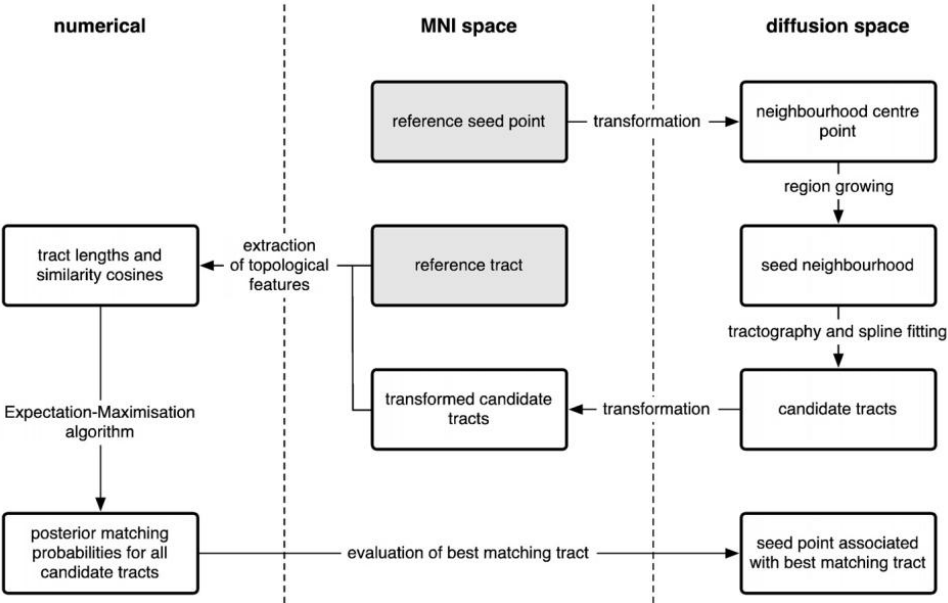 numerical
MNI space
diffusion space
reference seed point
transformation
neighbourhood centre
point
region growing
tract lengths and
similarity cosines
extraction
of topological
features
reference tract
seed neighbourhood
tractography and spline fitting
Expectation-Maximisation
algorithm
transformed candidate
tracts
transformation
candidate tracts
posterior matching
probabilities for all
candidate tracts
evaluation of best matching tract
seed point associated
with best matching tract